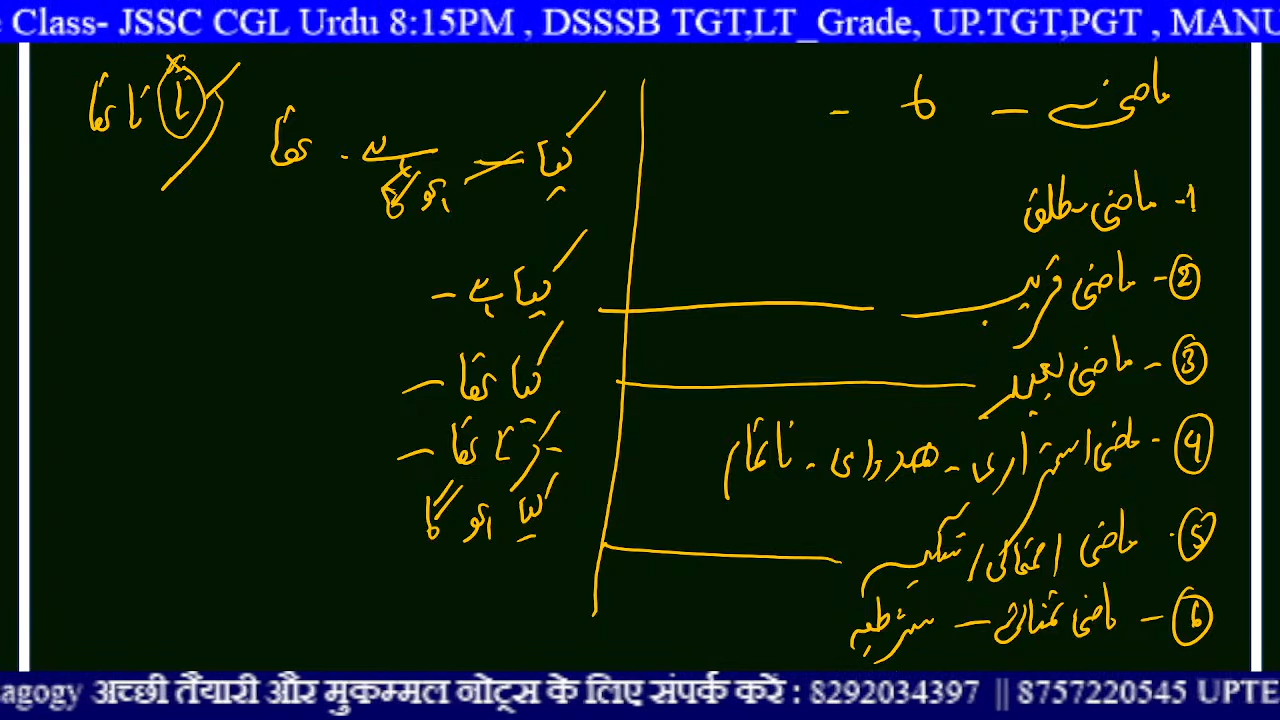 e Class- JSSC CGL Urdu 8:15PM , DSSSB TGT,LT_Grade, UP.TGT,PGT , MANU
ماضی – 6 -
1- ماضی مطلق
2- ماضی قریب
3- ماضی بعید
4- ماضی استمراری - ناتمام
5- ماضی احتمالی / شکیہ
6- ماضی تمنائی – شرطیہ
کیا ہے - تھا
ہوگا
کیا ہے -
کیا تھا -
کرتا تھا -
کیا ہوگا
تا تا تھا
agogy अच्छी तैयारी और मुकम्मल नोट्स के लिए संपर्क करें : 8292034397 || 8757220545 UPTE